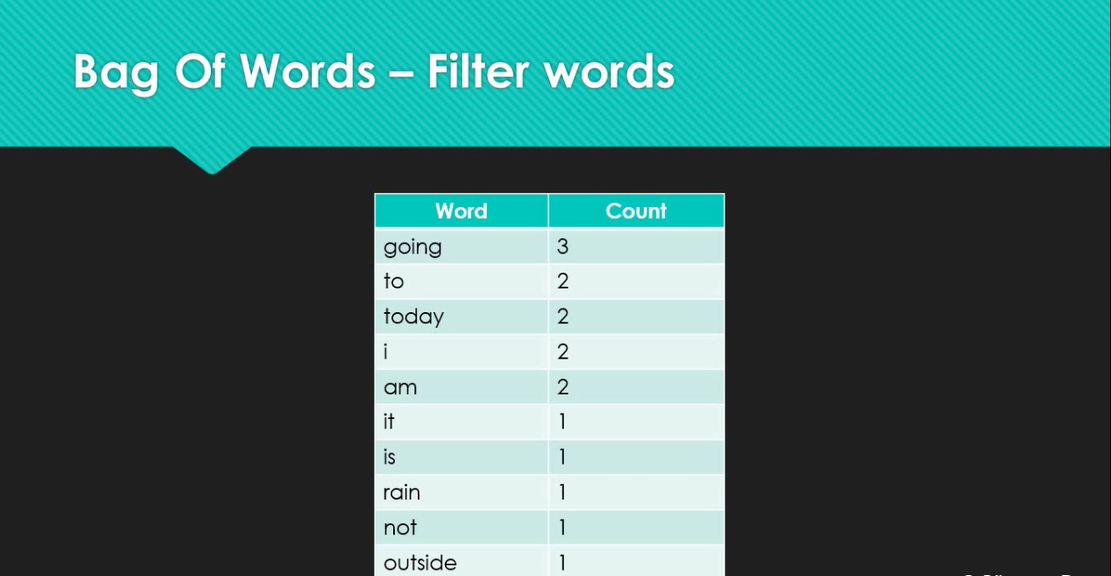 Bag Of Words – Filter words
Word Count
going 3
to 2
today 2
i 2
am 2
it 1
is 1
rain 1
not 1
outside 1